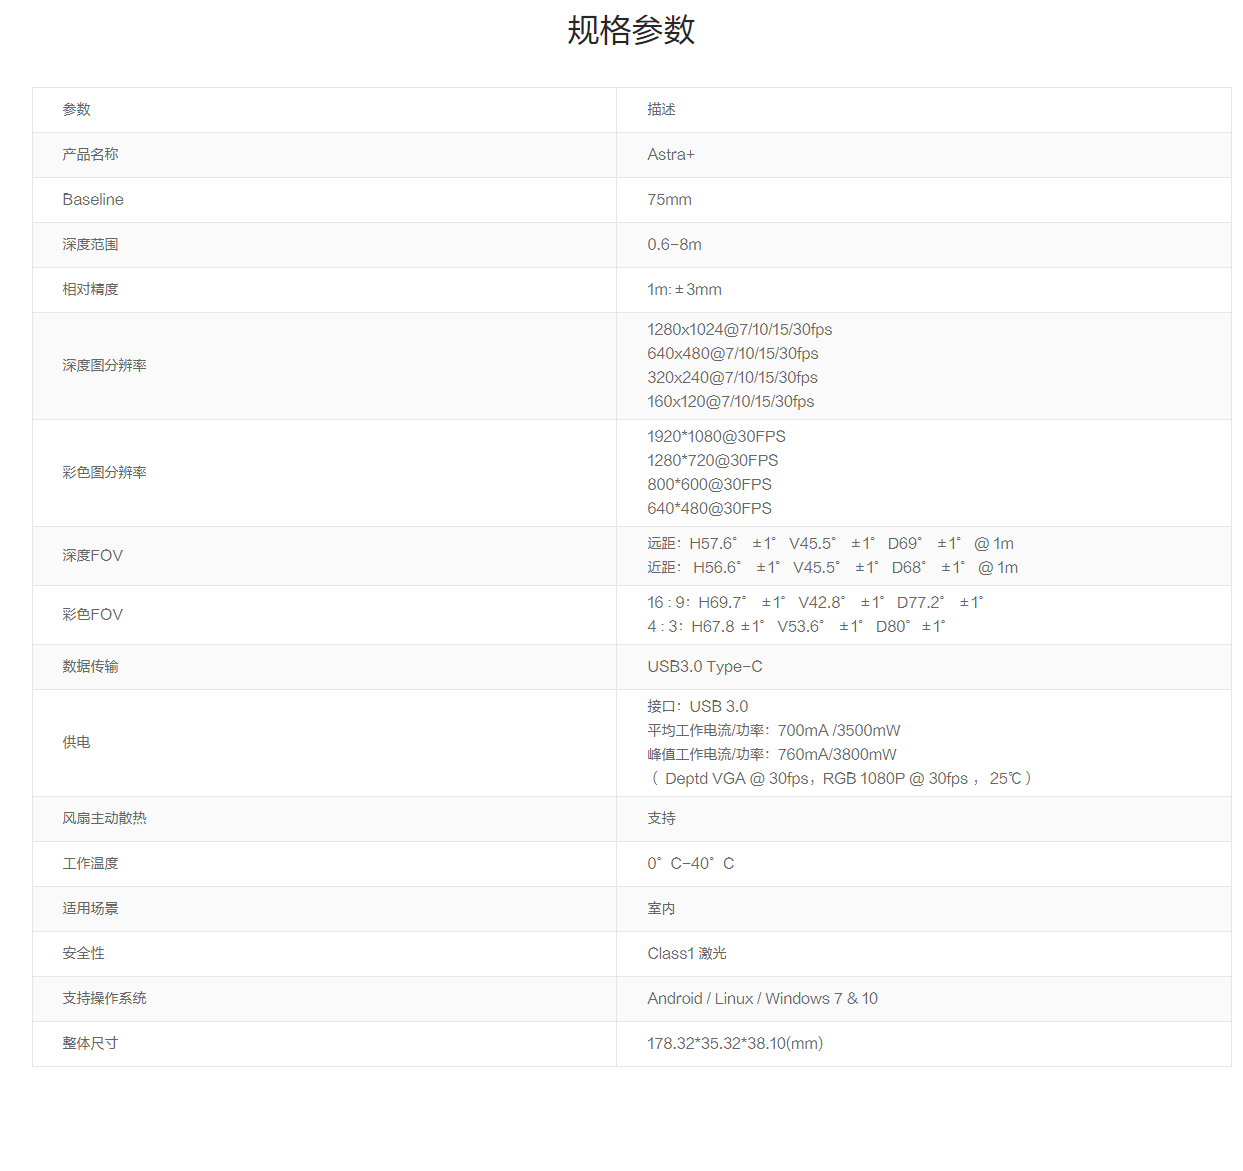 规格参数
参数
描述
产品名称
Astra+
Baseline
75mm
深度范围
0.6-8m
相对精度
1m:±3mm
深度图分辨率
1280x1024@7/10/15/30fps
640x480@7/10/15/30fps
320x240@7/10/15/30fps
160x120@7/10/15/30fps
彩色图分辨率
1920*1080@30FPS
1280*720@30FPS
800*600@30FPS
640*480@30FPS
深度FOV
远距：H57.6° ±1° V45.5° ±1° D69° ±1° @1m
近距： H56.6° ±1° V45.5° ±1° D68° ±1° @1m
彩色FOV
16 : 9：H69.7° ±1° V42.8° ±1° D77.2° ±1°
4 : 3：H67.8 ±1° V53.6° ±1° D80° ±1°
数据传输
USB3.0 Type-C
供电
接口：USB 3.0
平均工作电流/功率：700mA /3500mW
峰值工作电流/功率：760mA/3800mW
（ Deptd VGA @ 30fps，RGB 1080P @ 30fps ， 25℃ ）
风扇主动散热
支持
工作温度
0° C-40° C
适用场景
室内
安全性
Class1 激光
支持操作系统
Android / Linux / Windows 7 & 10
整体尺寸
178.32*35.32*38.10(mm)